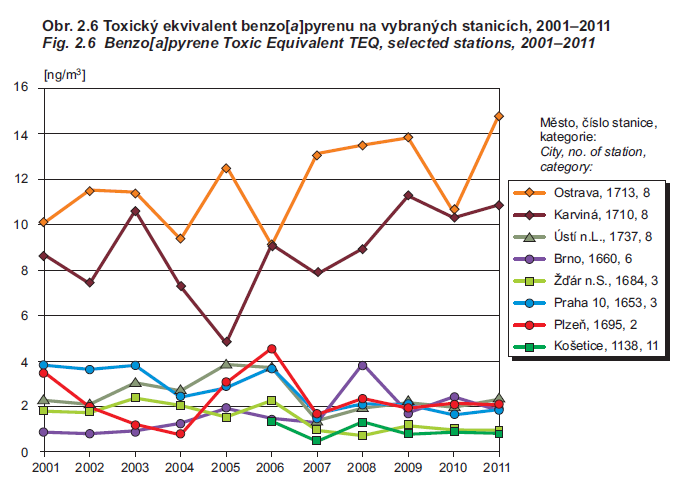 Obr. 2.6 Toxický ekvivalent benzo[a]pyrenu na vybraných stanicích, 2001–2011
Fig. 2.6 Benzo[a]pyrene Toxic Equivalent TEQ, selected stations, 2001–2011
[ng/m³]
16
14
12
10
8
6
4
2
0
2001 2002 2003 2004 2005 2006 2007 2008 2009 2010 2011
Město, číslo stanice,
kategorie:
City, no. of station,
category:
Ostrava, 1713, 8
Karviná, 1710, 8
Ústí n.L., 1737, 8
Brno, 1660, 6
Žďár n.S., 1684, 3
Praha 10, 1653, 3
Plzeň, 1695, 2
Košetice, 1138, 11